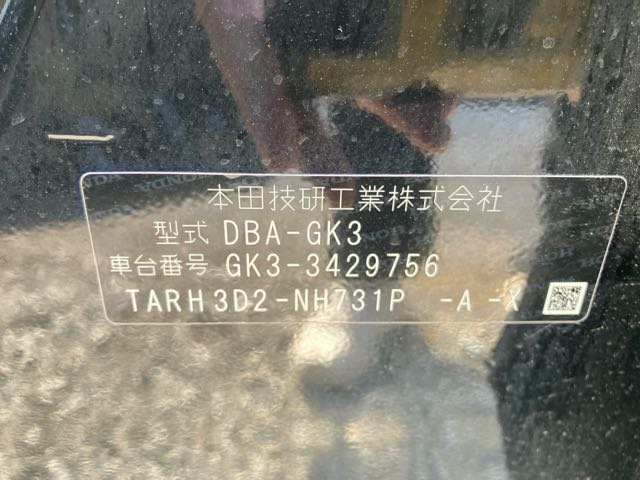 本田技研工業株式会社
型式 DBA-GK3
車台番号 GK3-3429756
TARH3D2-NH731P -A -X